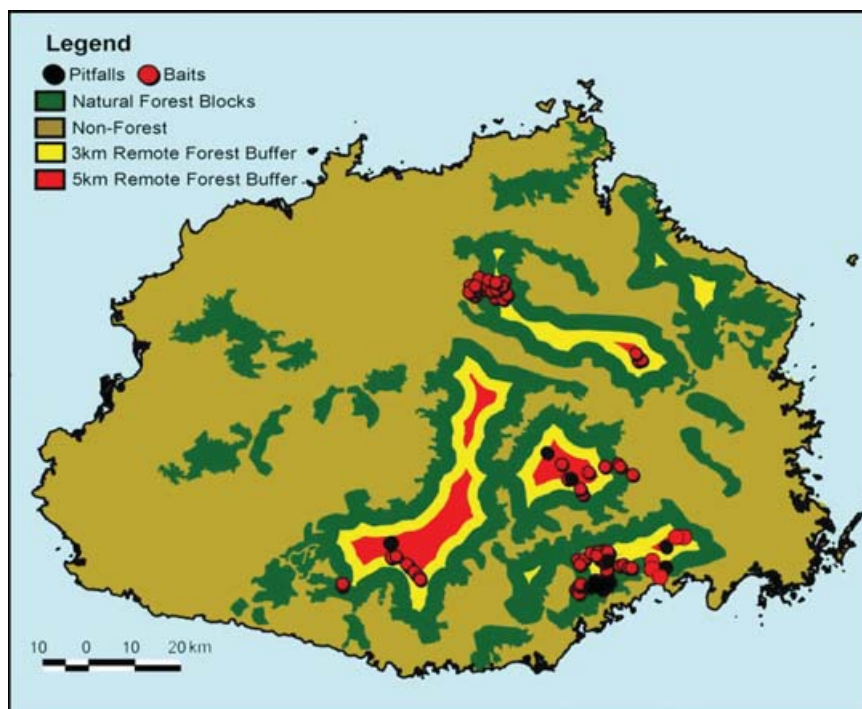 Legend
Pitfalls Baits
Natural Forest Blocks
Non-Forest
3km Remote Forest Buffer
5km Remote Forest Buffer
10 0 10 20 km